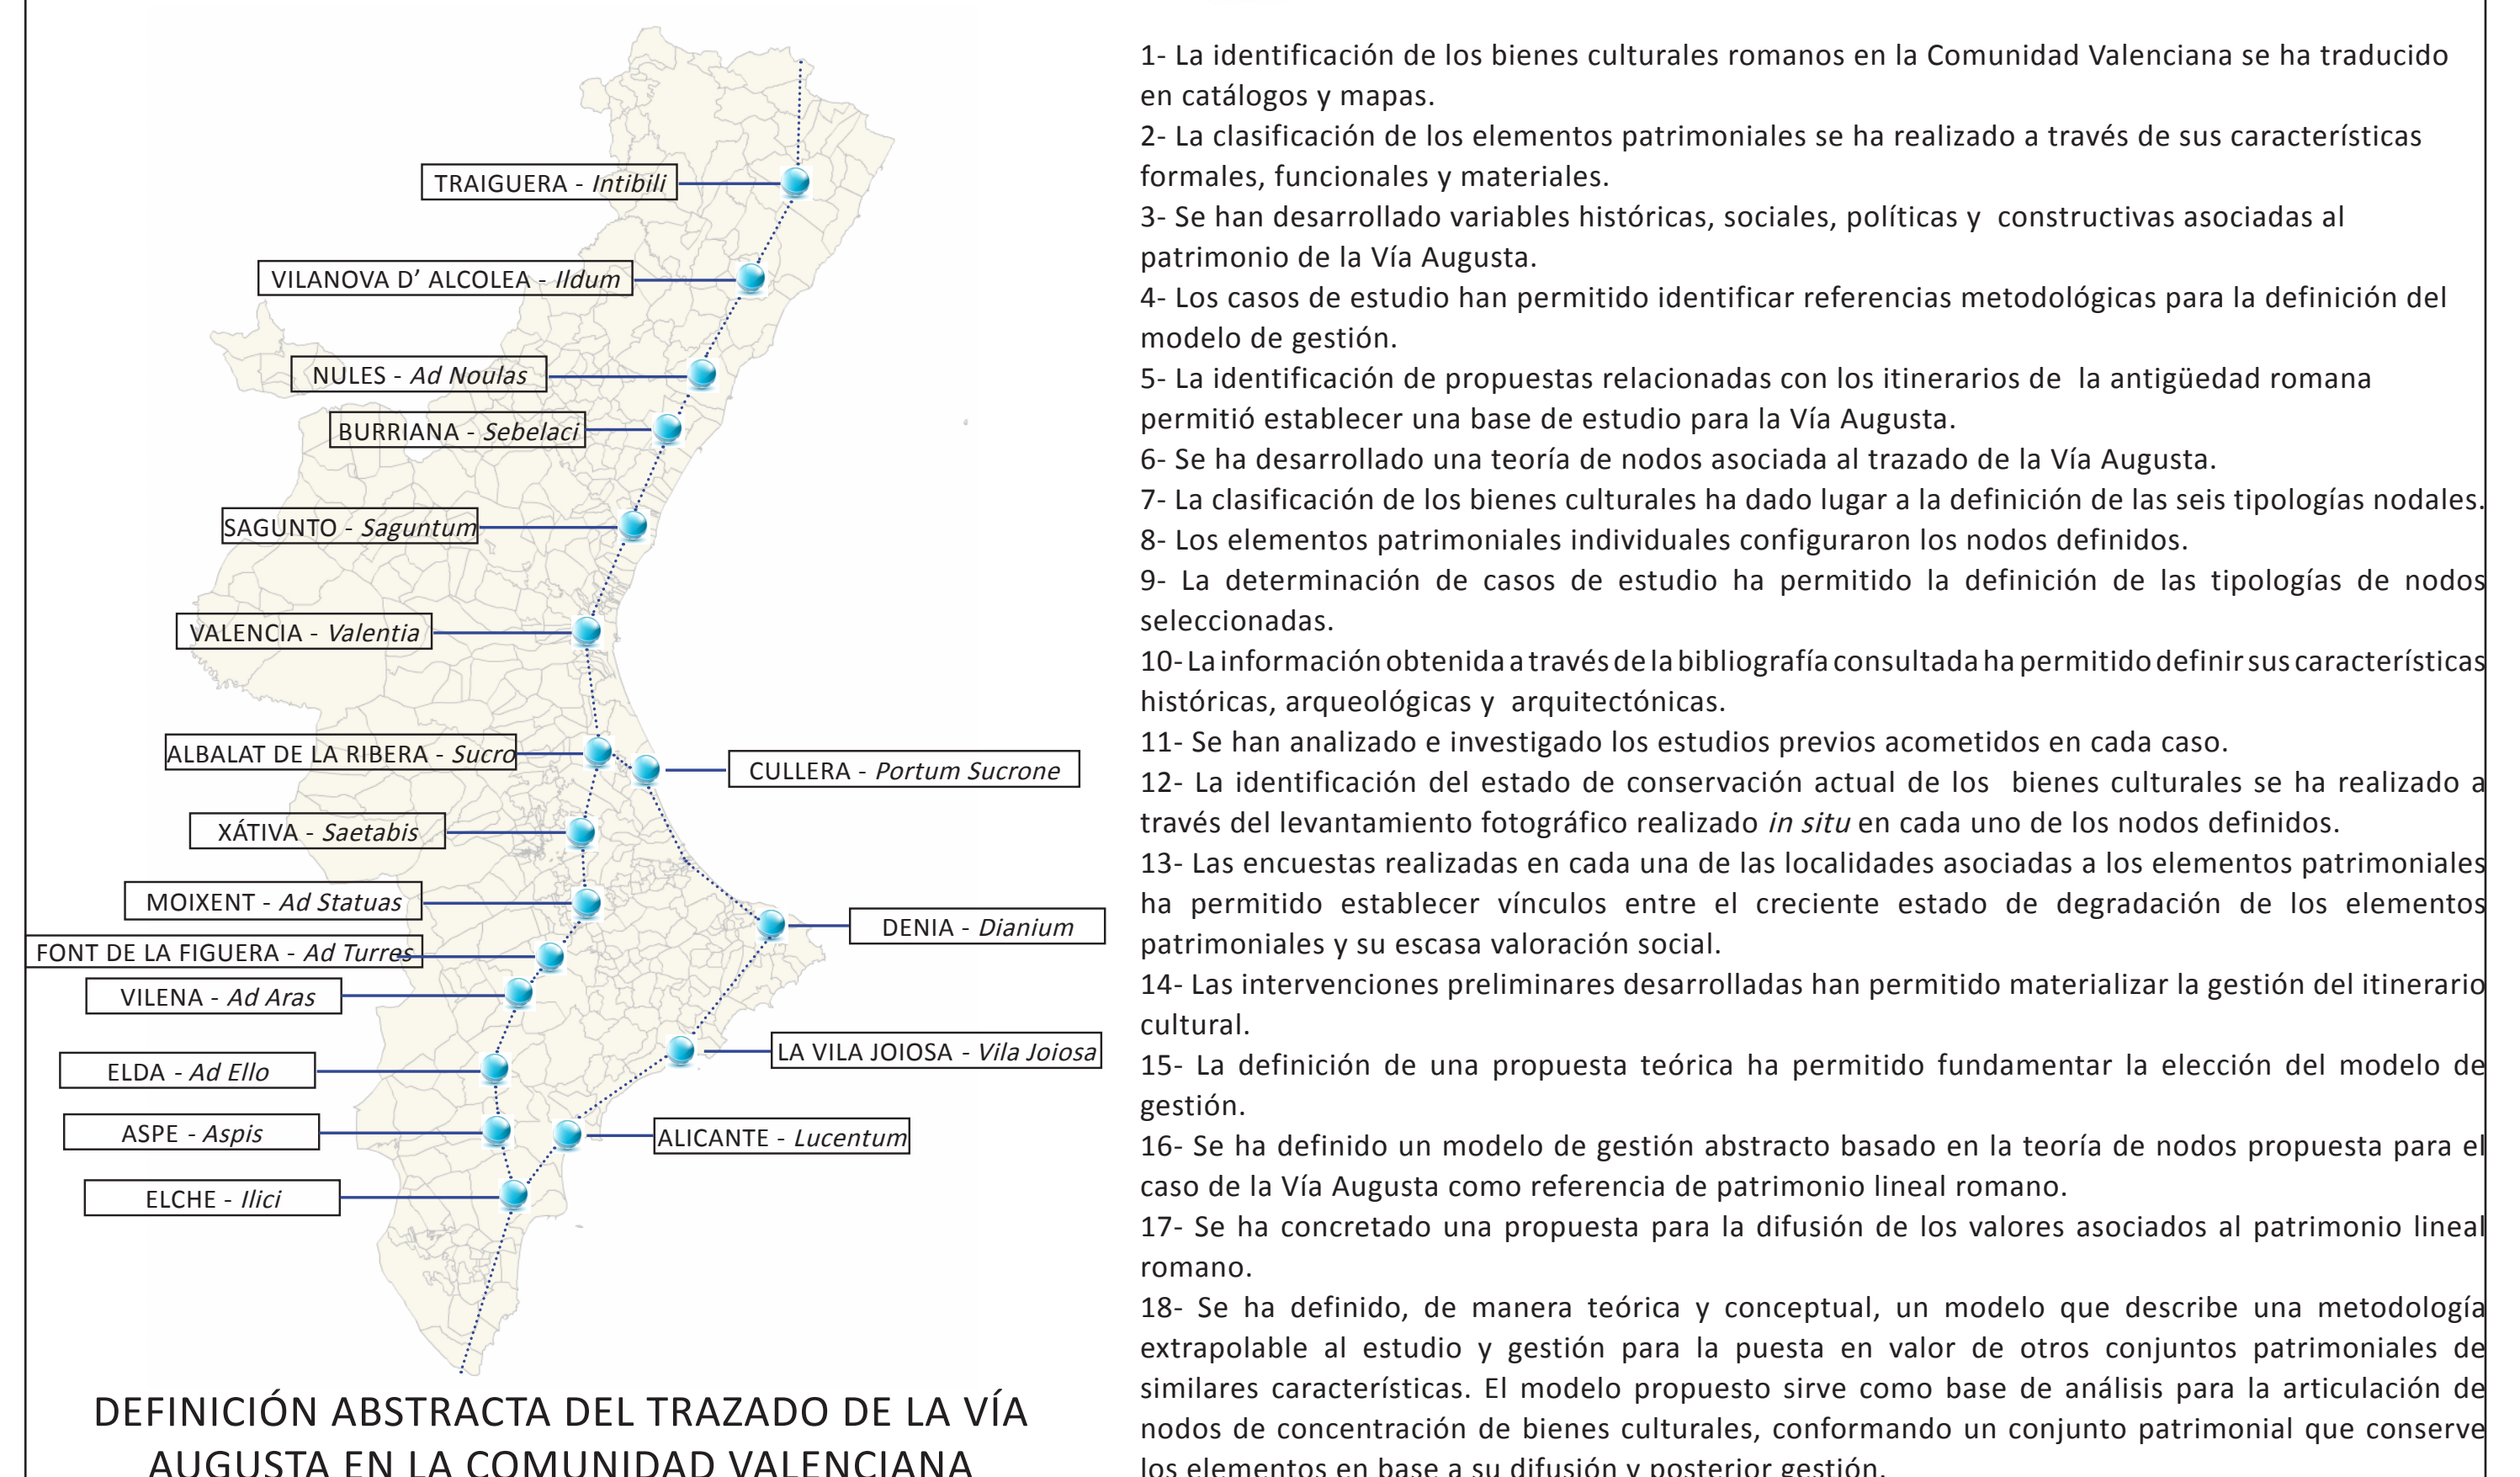 TRAIGUERA - Intibili
VILANOVA D’ ALCOLEA - Ildum
NULES - Ad Noulas
BURRIANA - Sebelaci
SAGUNTO - Saguntum
VALENCIA - Valentia
ALBALAT DE LA RIBERA - Sucro
CULLERA - Portum Sucrone
XÁTIVA - Saetabis
MOIXENT - Ad Statuas
DENIA - Dianium
FONT DE LA FIGUERA - Ad Turres
VILENA - Ad Aras
LA VILA JOIOSA - Vila Joiosa
ELDA - Ad Ello
ASPE - Aspis
ALICANTE - Lucentum
ELCHE - Ilici
DEFINICIÓN ABSTRACTA DEL TRAZADO DE LA VÍA
AUGUSTA EN LA COMUNIDAD VALENCIANA
1- La identificación de los bienes culturales romanos en la Comunidad Valenciana se ha traducido
en catálogos y mapas.
2- La clasificación de los elementos patrimoniales se ha realizado a través de sus características
formales, funcionales y materiales.
3- Se han desarrollado variables históricas, sociales, políticas y constructivas asociadas al
patrimonio de la Vía Augusta.
4- Los casos de estudio han permitido identificar referencias metodológicas para la definición del
modelo de gestión.
5- La identificación de propuestas relacionadas con los itinerarios de la antigüedad romana
permitió establecer una base de estudio para la Vía Augusta.
6- Se ha desarrollado una teoría de nodos asociada al trazado de la Vía Augusta.
7- La clasificación de los bienes culturales ha dado lugar a la definición de las seis tipologías nodales.
8- Los elementos patrimoniales individuales configuraron los nodos definidos.
9- La determinación de casos de estudio ha permitido la definición de las tipologías de nodos
seleccionadas.
10- La información obtenida a través de la bibliografía consultada ha permitido definir sus características
históricas, arqueológicas y arquitectónicas.
11- Se han analizado e investigado los estudios previos acometidos en cada caso.
12- La identificación del estado de conservación actual de los bienes culturales se ha realizado a
través del levantamiento fotográfico realizado in situ en cada uno de los nodos definidos.
13- Las encuestas realizadas en cada una de las localidades asociadas a los elementos patrimoniales
ha permitido establecer vínculos entre el creciente estado de degradación de los elementos
patrimoniales y su escasa valoración social.
14- Las intervenciones preliminares desarrolladas han permitido materializar la gestión del itinerario
cultural.
15- La definición de una propuesta teórica ha permitido fundamentar la elección del modelo de
gestión.
16- Se ha definido un modelo de gestión abstracto basado en la teoría de nodos propuesta para el
caso de la Vía Augusta como referencia de patrimonio lineal romano.
17- Se ha concretado una propuesta para la difusión de los valores asociados al patrimonio lineal
romano.
18- Se ha definido, de manera teórica y conceptual, un modelo que describe una metodología
extrapolable al estudio y gestión para la puesta en valor de otros conjuntos patrimoniales de
similares características. El modelo propuesto sirve como base de análisis para la articulación de
nodos de concentración de bienes culturales, conformando un conjunto patrimonial que conserve
los elementos en base a su difusión y posterior gestión.